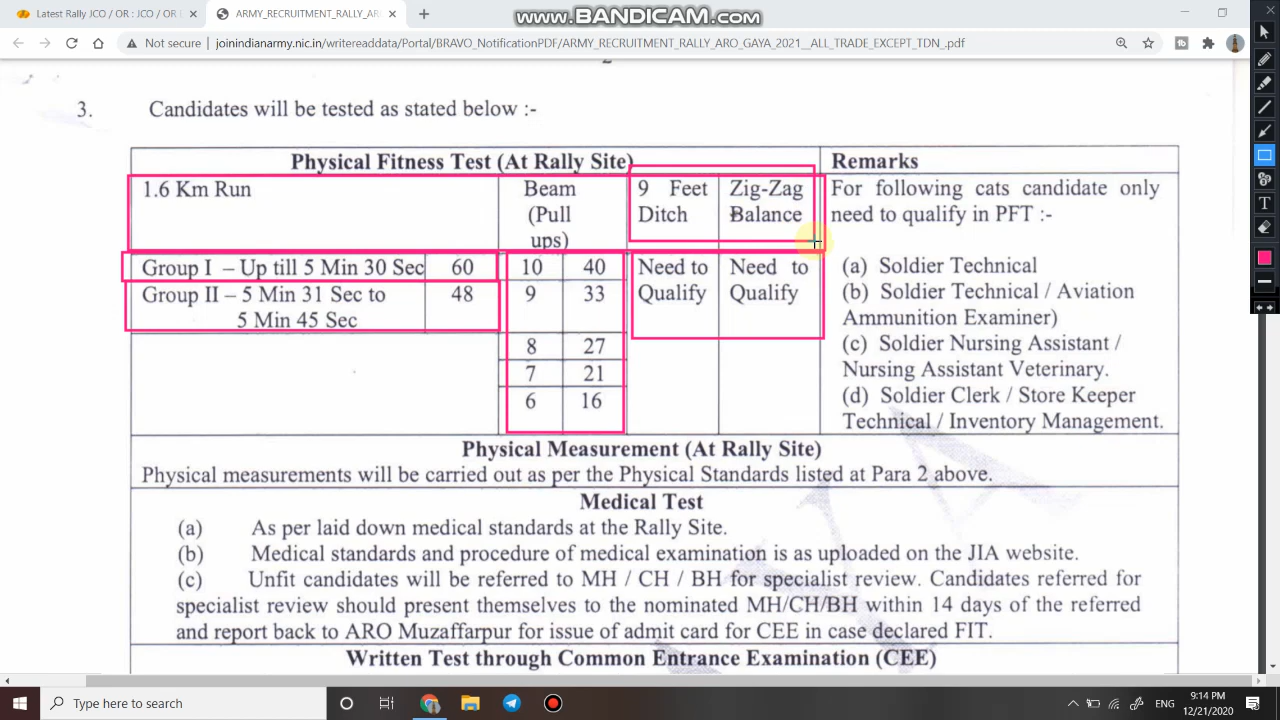 Latest Rally JCO / OR : JCO / OR
ARMY_RECRUITMENT_RALLY_AR
WWW.BANDICAM.COM
Not secure | joinindianarmy.nic.in/writereaddata/Portal/BRAVO_NotificationPDF/ARMY_RECRUITMENT_RALLY_ARO_GAYA_2021__ALL_TRADE_EXCEPT_TDN_.pdf
3. Candidates will be tested as stated below :-
Physical Fitness Test (At Rally Site) Remarks
1.6 Km Run
Beam
(Pull
ups)
9 Feet
Ditch
Zig-Zag
Balance
For following cats candidate only
need to qualify in PFT :-
Group I – Up till 5 Min 30 Sec 60 10 40
Group II – 5 Min 31 Sec to 48 9 33
5 Min 45 Sec
8 27
7 21
6 16
Need to
Qualify
Need to
Qualify
(a) Soldier Technical
(b) Soldier Technical / Aviation
Ammunition Examiner)
(c) Soldier Nursing Assistant /
Nursing Assistant Veterinary.
(d) Soldier Clerk / Store Keeper
Technical / Inventory Management.
Physical Measurement (At Rally Site)
Physical measurements will be carried out as per the Physical Standards listed at Para 2 above.
Medical Test
(a) As per laid down medical standards at the Rally Site.
(b) Medical standards and procedure of medical examination is as uploaded on the JIA website.
(c) Unfit candidates will be referred to MH / CH / BH for specialist review. Candidates referred for
specialist review should present themselves to the nominated MH/CH/BH within 14 days of the referred
and report back to ARO Muzaffarpur for issue of admit card for CEE in case declared FIT.
Written Test through Common Entrance Examination (CEE)
Type here to search
ENG
9:14 PM
12/21/2020